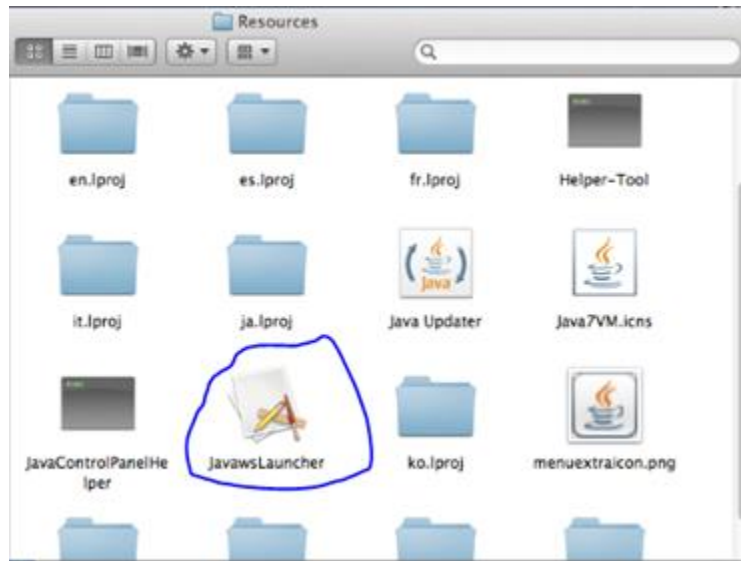 Resources
en.lproj
es.lproj
fr.lproj
Helper-Tool
it.lproj
ja.lproj
Java
Java Updater
Java7VM.icns
JavaControlPanelHe
lper
JavawsLauncher
ko.lproj
menuextraicon.png